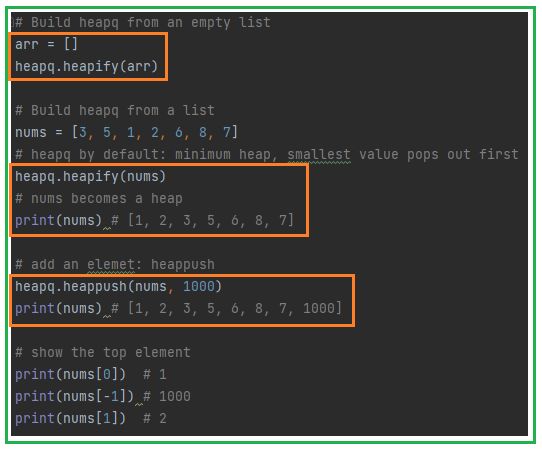 # Build heapq from an empty list
arr = []
heapq.heapify(arr)
# Build heapq from a list
nums = [3, 5, 1, 2, 6, 8, 7]
# heapq by default: minimum heap, smallest value pops out first
heapq.heapify(nums)
# nums becomes a heap
print(nums) # [1, 2, 3, 5, 6, 8, 7]
# add an elemet: heappush
heapq.heappush(nums, 1000)
print(nums) # [1, 2, 3, 5, 6, 8, 7, 1000]
# show the top element
print(nums[0])  # 1
print(nums[-1]) # 1000
print(nums[1])  # 2